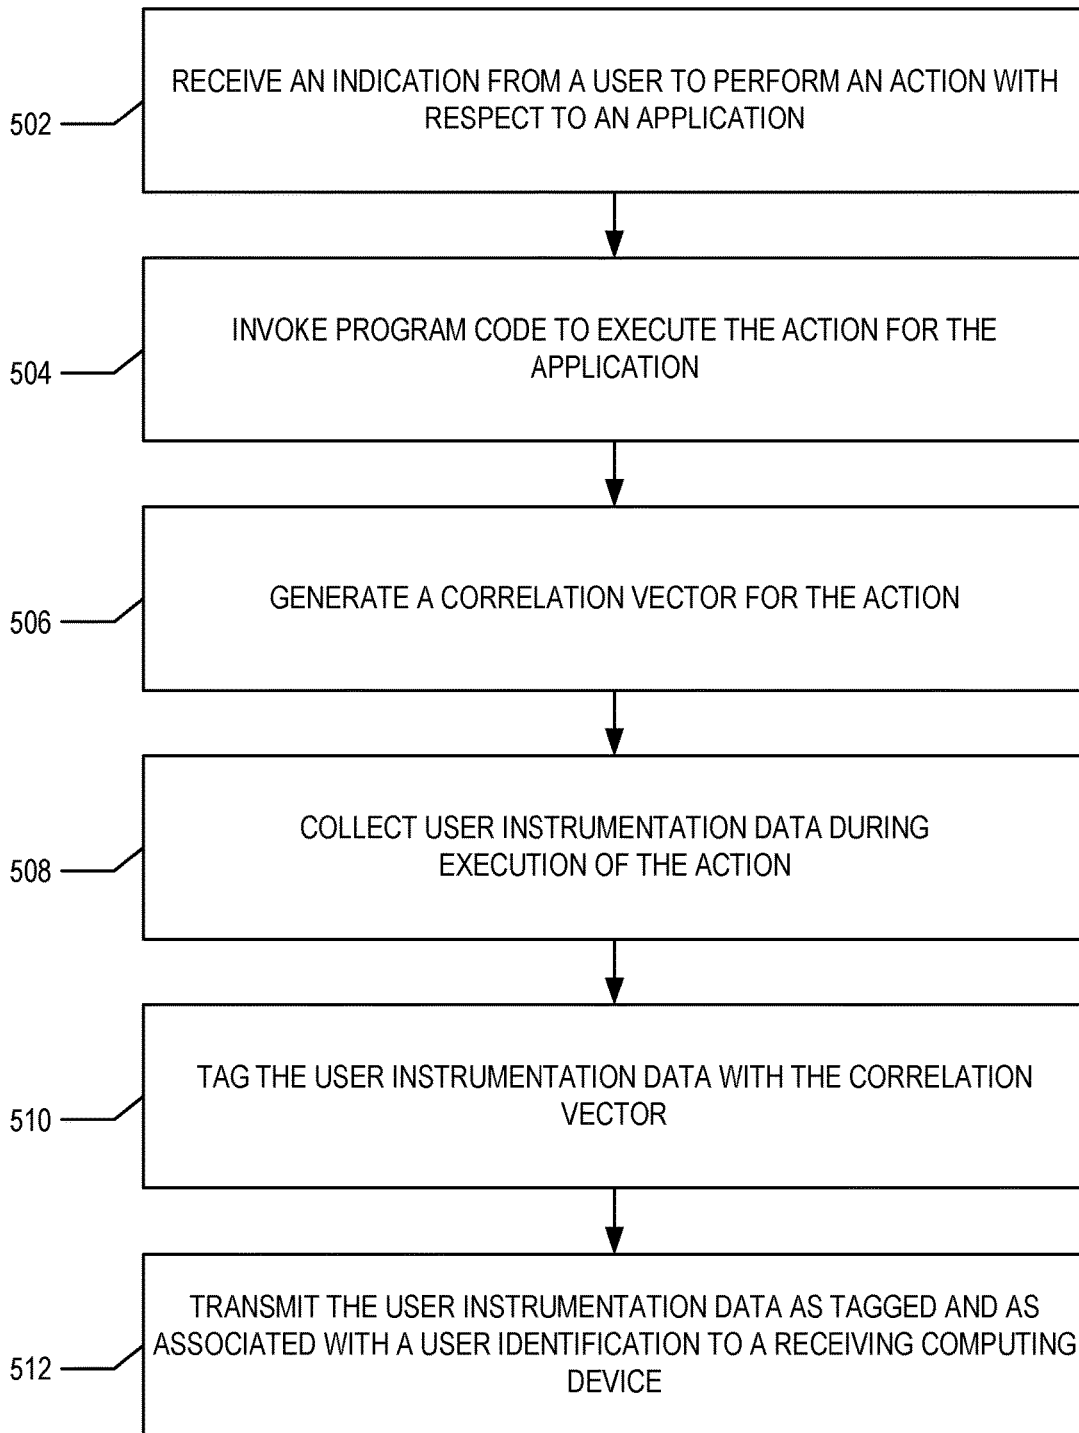 RECEIVE AN INDICATION FROM A USER TO PERFORM AN ACTION WITH
RESPECT TO AN APPLICATION
502
INVOKE PROGRAM CODE TO EXECUTE THE ACTION FOR THE
APPLICATION
504
GENERATE A CORRELATION VECTOR FOR THE ACTION
506
COLLECT USER INSTRUMENTATION DATA DURING
EXECUTION OF THE ACTION
508
TAG THE USER INSTRUMENTATION DATA WITH THE CORRELATION
VECTOR
510
TRANSMIT THE USER INSTRUMENTATION DATA AS TAGGED AND AS
ASSOCIATED WITH A USER IDENTIFICATION TO A RECEIVING COMPUTING
DEVICE
512